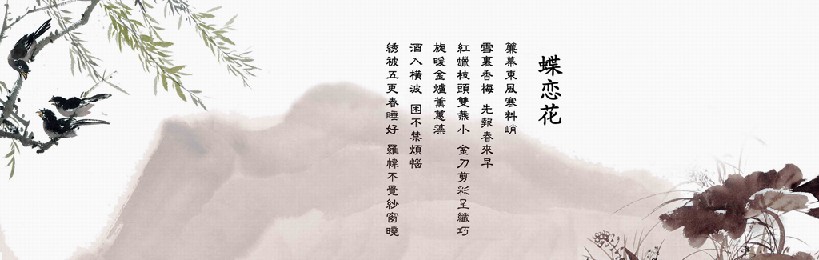 蝶恋花
簾幕東風寒料峭
雪裏香梅 先報春來早
紅蠟枝頭雙燕小 金刀剪彩呈纖巧
旋暖金爐薰蕙藻
酒入橫波 困不禁煩惱
繡被五更春睡好 羅幃不覺紗窗曉